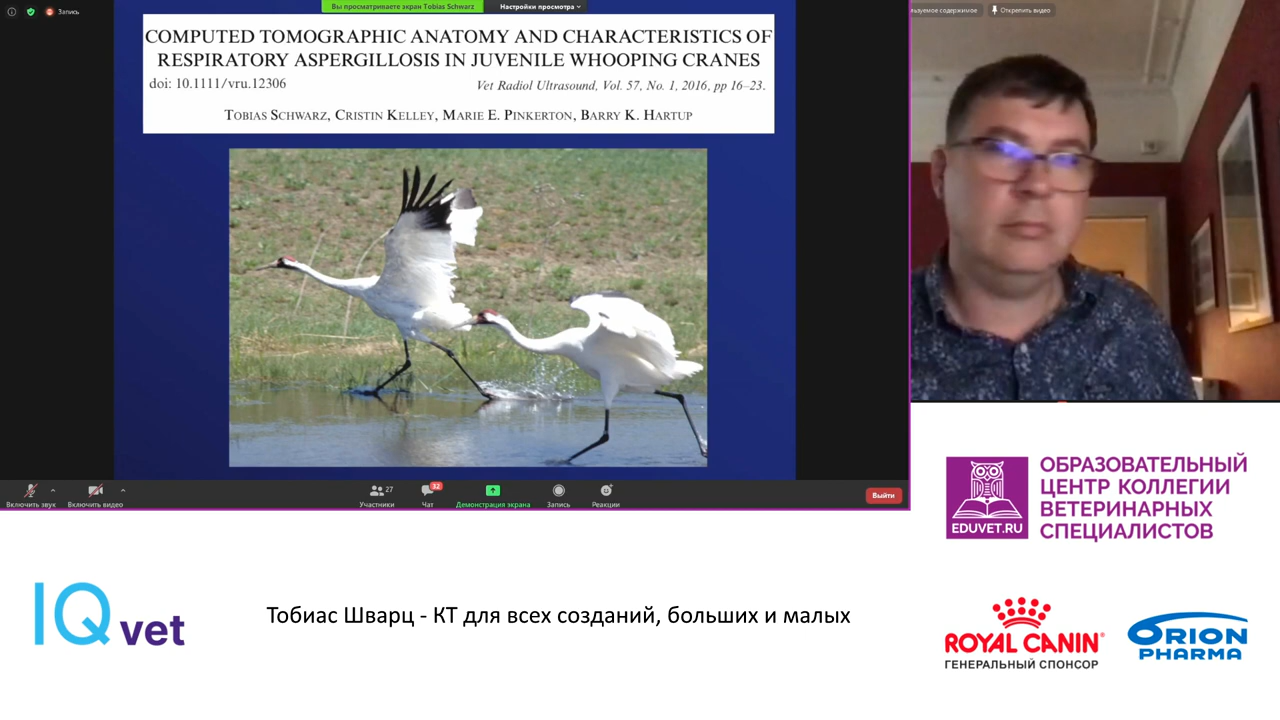 Запись
Вы просматриваете экран Tobias Schwarz
Настройки просмотра
содержимое
Открепить видео
COMPUTED TOMOGRAPHIC ANATOMY AND CHARACTERISTICS OF
RESPIRATORY ASPERGILLOSIS IN JUVENILE WHOOPING CRANES
doi: 10.1111/vru.12306
Vet Radiol Ultrasound, Vol. 57, No. 1, 2016, pp 16–23.
TOBIAS SCHWARZ, CRISTIN KELLEY, MARIE E. PINKERTON, BARRY K. HARTUP
Включить звук
Включить видео
27
Участники
32
Чат
Демонстрация экрана
Запись
Реакции
Выйти
EDUVET.RU
ОБРАЗОВАТЕЛЬНЫЙ
ЦЕНТР КОЛЛЕГИИ
ВЕТЕРИНАРНЫХ
СПЕЦИАЛИСТОВ
IQ vet
Тобиас Шварц - КТ для всех созданий, больших и малых
ROYAL CANIN®
ГЕНЕРАЛЬНЫЙ СПОНСОР
ORION
PHARMA